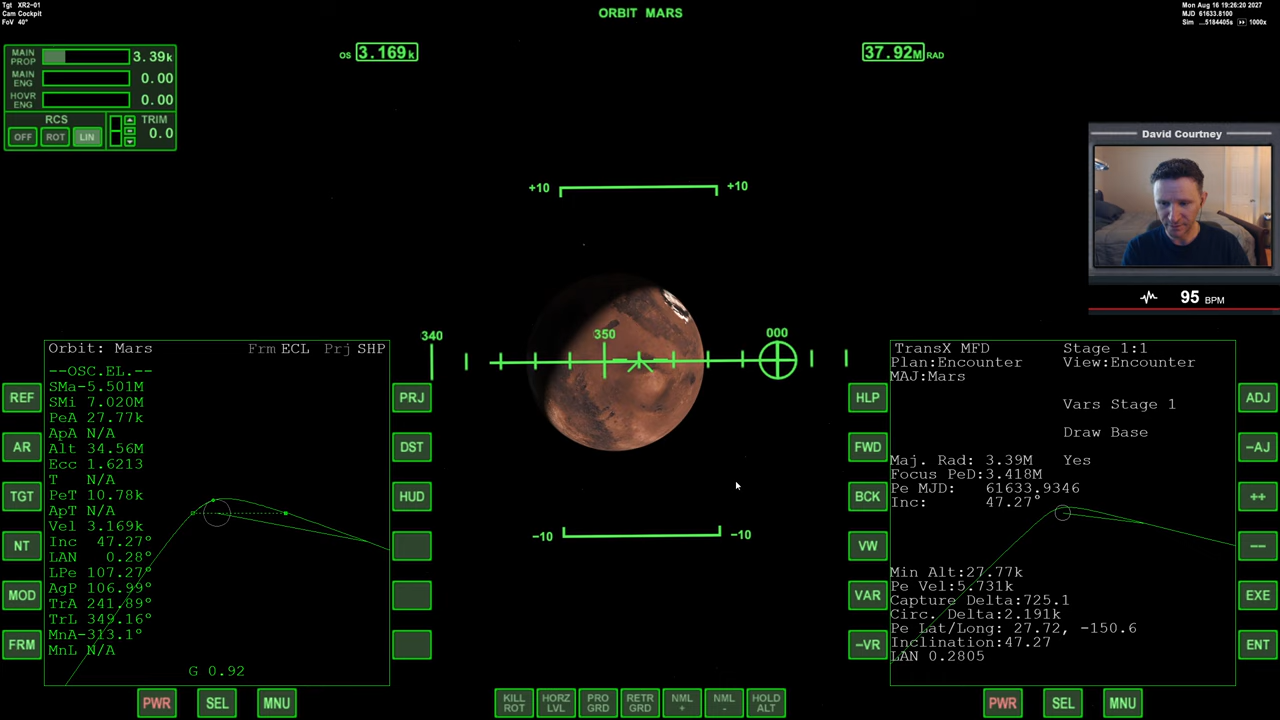 Tgt XR2-01
Cam Cockpit
FoV 40°
ORBIT MARS
Mon Aug 16 19:26:20 2027
MJD 61633.8100
Sim ...5184405s 1000x
MAIN PROP 3.39k
MAIN ENG 0.00
HOVR ENG 0.00
RCS TRIM
OFF ROT LIN 0.0
OS 3.169k
37.92M RAD
David Courtney
95 BPM
+10 +10
340 350 000
-10 -10
Orbit: Mars Frm ECL Prj SHP
--OSC.EL.--
SMa-5.501M
SMi 7.020M
PeA 27.77k
ApA N/A
Alt 34.56M
Ecc 1.6213
T N/A
PeT 10.78k
ApT N/A
Vel 3.169k
Inc 47.27°
LAN 0.28°
LPe 107.27°
AgP 106.99°
TrA 241.89°
TrL 349.16°
MnA-313.1°
MnL N/A
G 0.92
REF
AR
TGT
NT
MOD
FRM
PRJ
DST
HUD
PWR SEL MNU
KILL ROT
HORZ LVL
PRO GRD
RETR GRD
NML +
NML -
HOLD ALT
TransX MFD Stage 1:1
Plan:Encounter View:Encounter
MAJ:Mars
Vars Stage 1
Draw Base
Maj. Rad: 3.39M Yes
Focus PeD:3.418M
Pe MJD: 61633.9346
Inc: 47.27°
Min Alt:27.77k
Pe Vel:5.731k
Capture Delta:725.1
Circ. Delta:2.191k
Pe Lat/Long: 27.72, -150.6
Inclination:47.27
LAN 0.2805
HLP
FWD
BCK
VW
VAR
-VR
ADJ
-AJ
++
--
EXE
ENT
PWR SEL MNU